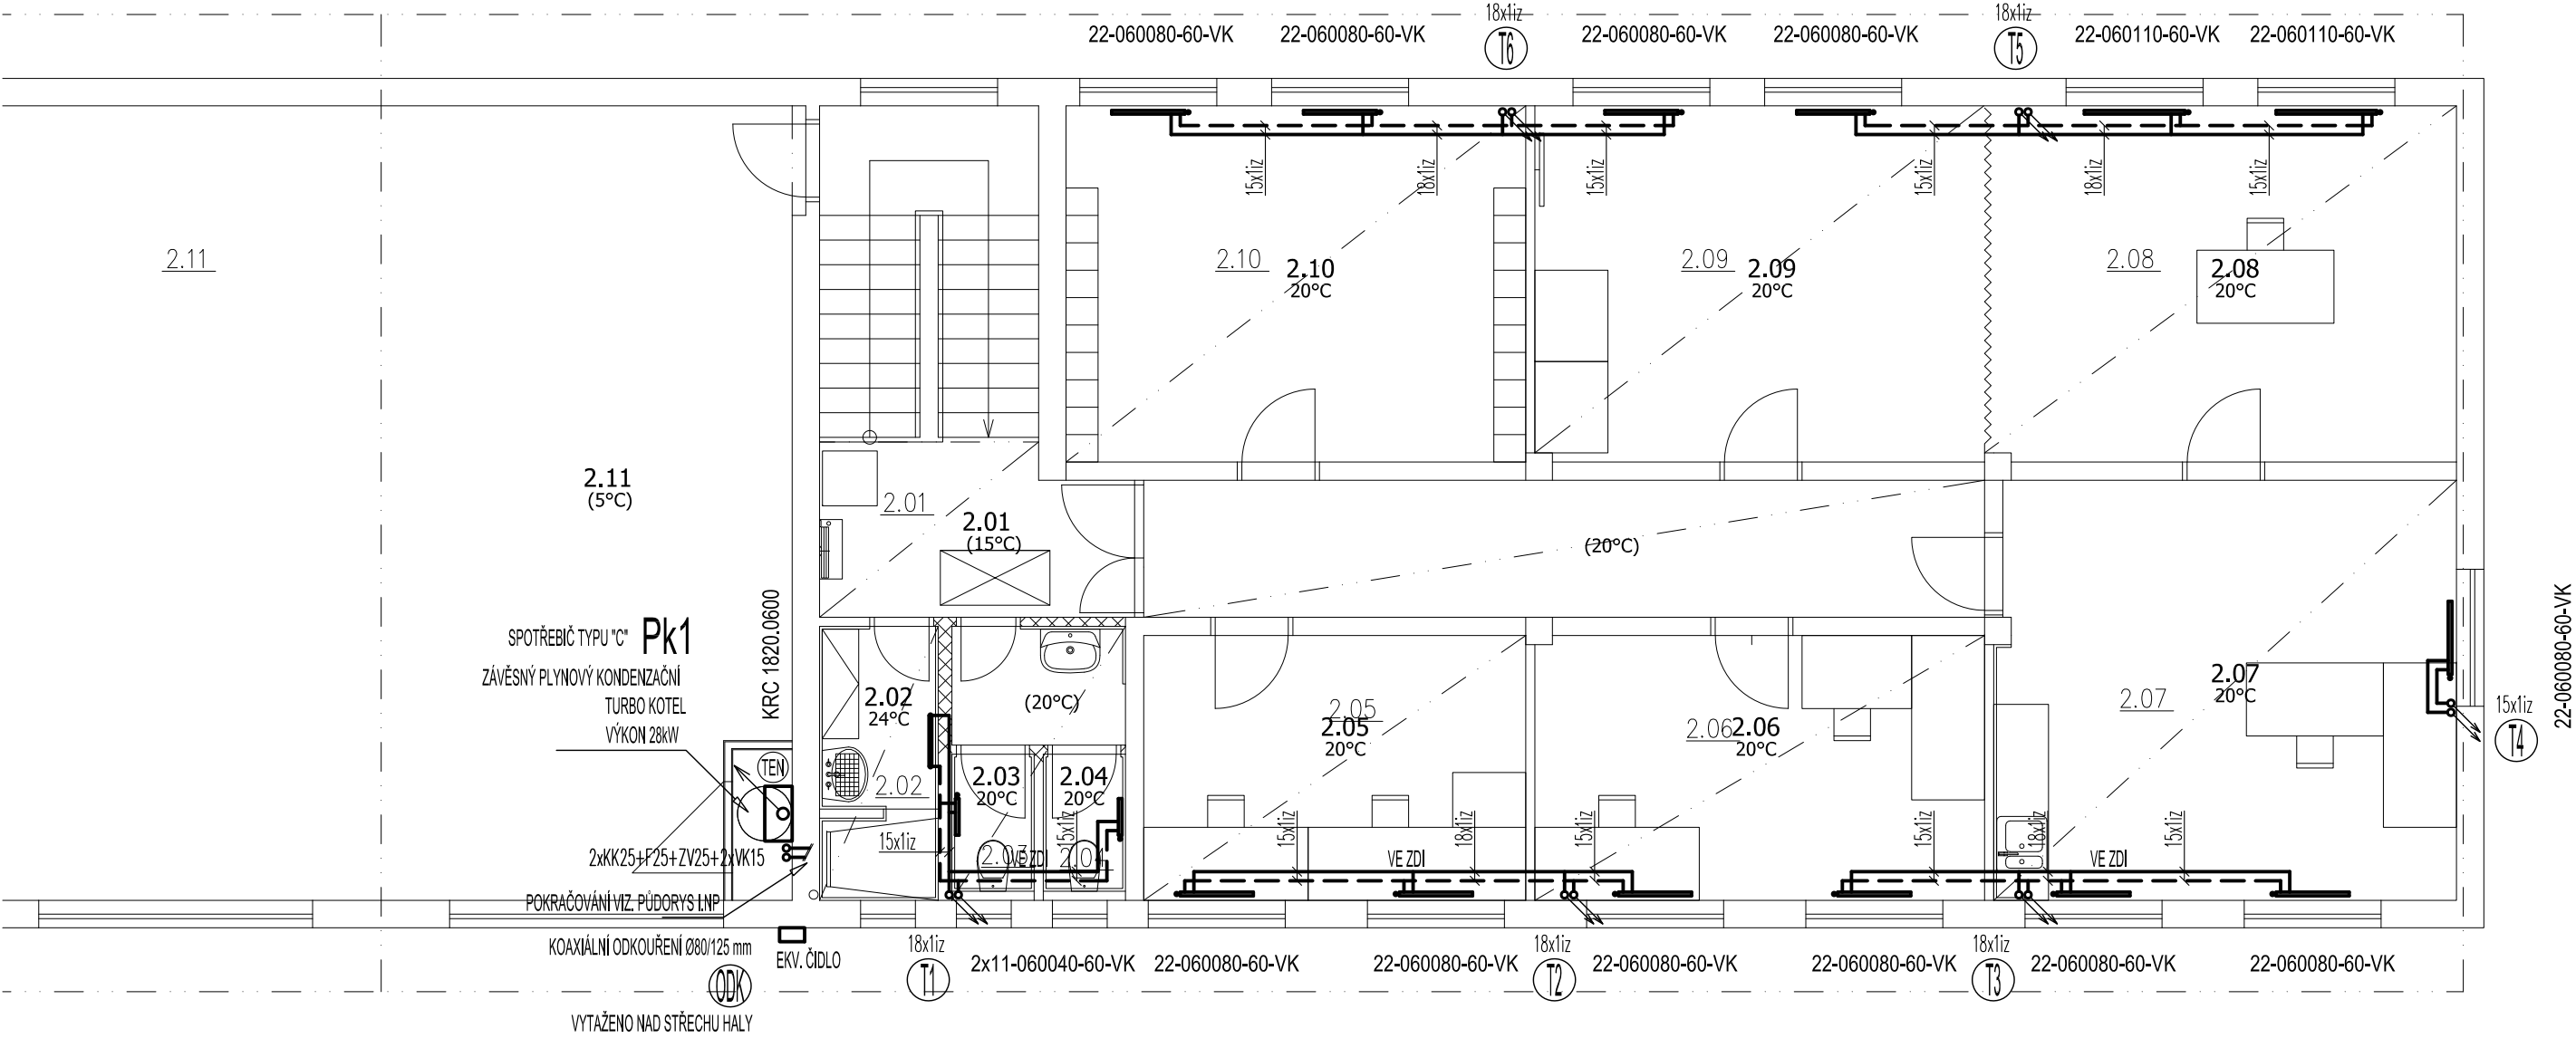 18x1iz
18x1iz
22-060080-60-VK
22-060080-60-VK
T6
22-060080-60-VK
22-060080-60-VK
T5
22-060110-60-VK
22-060110-60-VK
15x1iz
18x1iz
15x1iz
15x1iz
18x1iz
15x1iz
2.11
2.10
2.10
20°C
2.09
2.09
20°C
2.08
2.08
20°C
2.11
(5°C)
2.01
2.01
(15°C)
(20°C)
KRC 1820.0600
SPOTŘEBIČ TYPU "C"
Pk1
ZÁVĚSNÝ PLYNOVÝ KONDENZAČNÍ
TURBO KOTEL
VÝKON 28kW
TEN
2.02
24°C
2.02
(20°C)
2.03
20°C
2.04
20°C
2.05
2.05
20°C
2.06
2.06
20°C
2.07
2.07
20°C
22-060080-60-VK
15x1iz
T4
15x1iz
15x1iz
2.03
VE ZDI
2.04
15x1iz
VE ZDI
18x1iz
15x1iz
15x1iz
18x1iz
VE ZDI
15x1iz
2xKK25+F25+ZV25+2xVK15
POKRAČOVÁNÍ VIZ. PŮDORYS I.NP
KOAXIÁLNÍ ODKOUŘENÍ Ø80/125 mm
EKV. ČIDLO
ODK
VYTAŽENO NAD STŘECHU HALY
18x1iz
T1
2x11-060040-60-VK
22-060080-60-VK
22-060080-60-VK
18x1iz
T2
22-060080-60-VK
22-060080-60-VK
18x1iz
T3
22-060080-60-VK
22-060080-60-VK